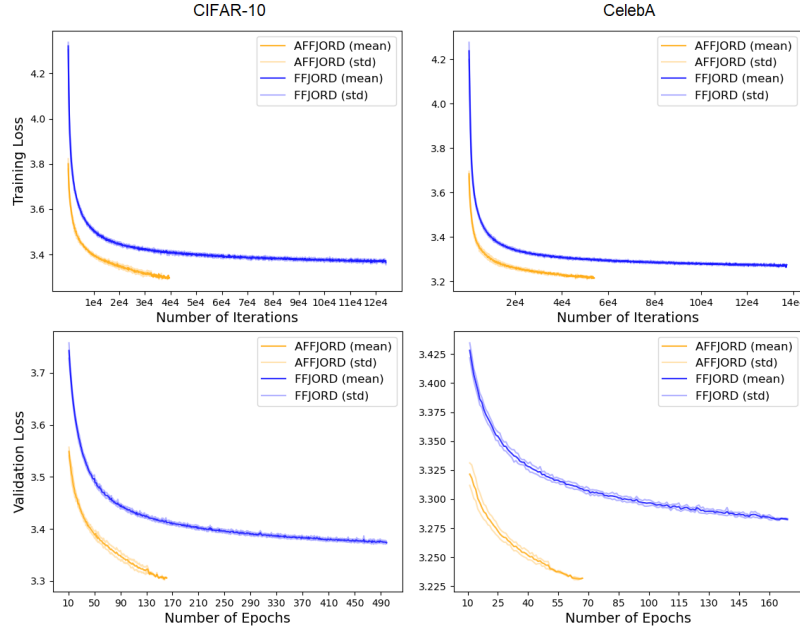 CIFAR-10
CelebA
AFFJORD (mean)
AFFJORD (std)
FFJORD (mean)
FFJORD (std)
4.2
4.0
3.8
3.6
3.4
Training Loss
1e4 2e4 3e4 4e4 5e4 6e4 7e4 8e4 9e4 10e4 11e4 12e4
Number of Iterations
AFFJORD (mean)
AFFJORD (std)
FFJORD (mean)
FFJORD (std)
4.2
4.0
3.8
3.6
3.4
3.2
2e4 4e4 6e4 8e4 10e4 12e4 14e4
Number of Iterations
AFFJORD (mean)
AFFJORD (std)
FFJORD (mean)
FFJORD (std)
3.7
3.6
3.5
3.4
3.3
Validation Loss
10 50 90 130 170 210 250 290 330 370 410 450 490
Number of Epochs
AFFJORD (mean)
AFFJORD (std)
FFJORD (mean)
FFJORD (std)
3.425
3.400
3.375
3.350
3.325
3.300
3.275
3.250
3.225
10 25 40 55 70 85 100 115 130 145 160
Number of Epochs